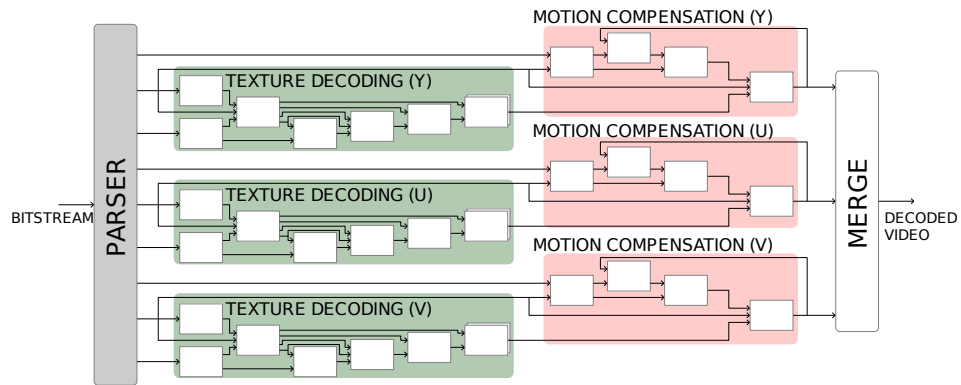 MOTION COMPENSATION (Y)
TEXTURE DECODING (Y)
MOTION COMPENSATION (U)
TEXTURE DECODING (U)
BITSTREAM
PARSER
MERGE
DECODED
VIDEO
MOTION COMPENSATION (V)
TEXTURE DECODING (V)